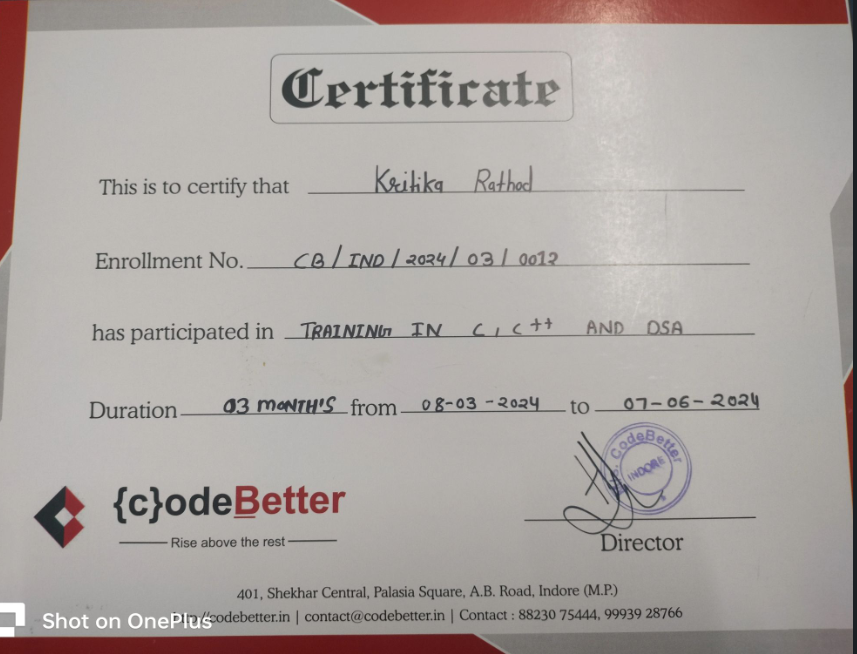 Certificate
This is to certify that Kritika Rathod
Enrollment No. CB/IND/2024/03/0012
has participated in TRAINING IN C, C++ AND DSA
Duration 03 MONTH'S from 08-03-2024 to 07-06-2024
CodeBetter
INDORE
{c}odeBetter
Rise above the rest
Director
401, Shekhar Central, Palasia Square, A.B. Road, Indore (M.P.)
codebetter.in | contact@codebetter.in | Contact : 88230 75444, 99939 28766
Shot on OnePlus